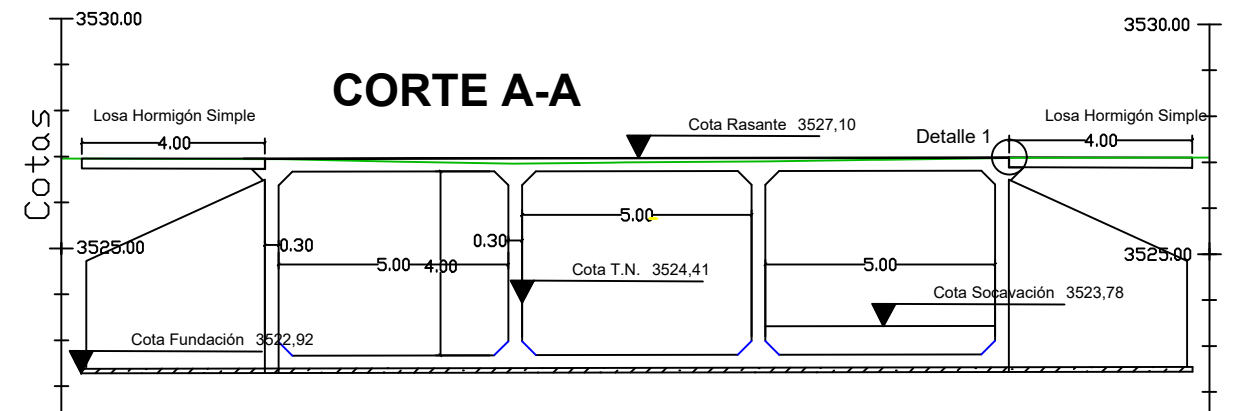 3530.00
3530.00
CORTE A-A
Losa Hormigón Simple
Losa Hormigón Simple
Cota Rasante 3527,10
Detalle 1
4.00
4.00
Cotas
5.00
3525.00
0.30
0.30
3525.00
5.00
4.00
Cota T.N. 3524,41
5.00
Cota Socavación 3523,78
Cota Fundación 3522,92